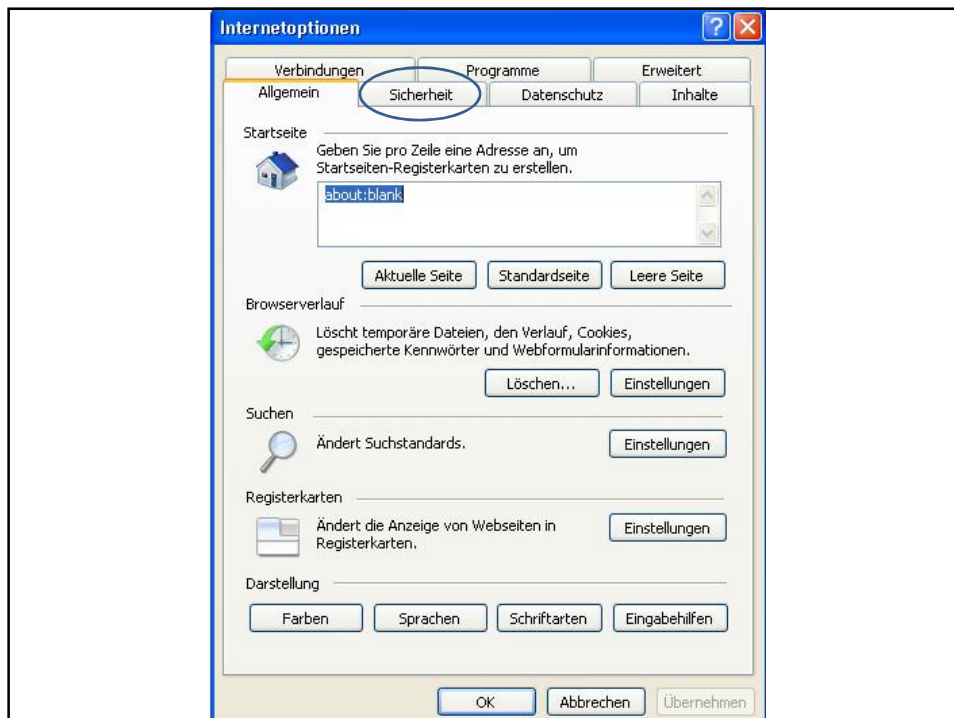 Internetoptionen
Verbindungen Programme Erweitert
Allgemein Sicherheit Datenschutz Inhalte
Startseite
Geben Sie pro Zeile eine Adresse an, um
Startseiten-Registerkarten zu erstellen.
about:blank
Aktuelle Seite Standardseite Leere Seite
Browserverlauf
Löscht temporäre Dateien, den Verlauf, Cookies,
gespeicherte Kennwörter und Webformularinformationen.
Löschen... Einstellungen
Suchen
Ändert Suchstandards. Einstellungen
Registerkarten
Ändert die Anzeige von Webseiten in
Registerkarten. Einstellungen
Darstellung
Farben Sprachen Schriftarten Eingabehilfen
OK Abbrechen Übernehmen